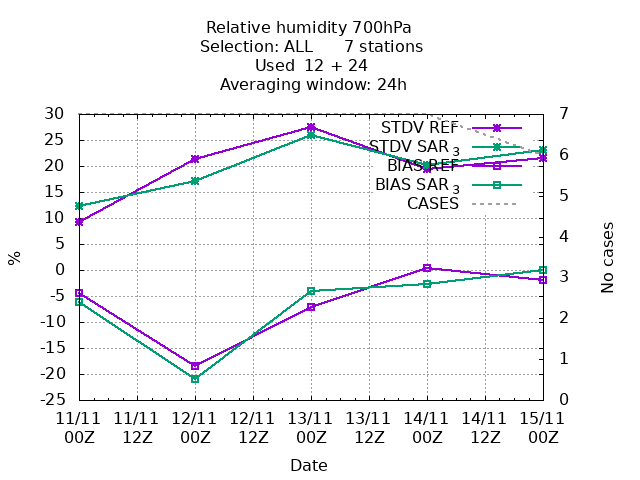 Relative humidity 700hPa
Selection: ALL 7 stations
Used 12 + 24
Averaging window: 24h
STDV REF
STDV SAR 3
BIAS REF
BIAS SAR 3
CASES
30
25
20
15
10
5
0
-5
-10
-15
-20
-25
%
7
6
5
4
3
2
1
0
No cases
11/11 11/11 12/11 12/11 13/11 13/11 14/11 14/11 15/11
00Z 12Z 00Z 12Z 00Z 12Z 00Z 12Z 00Z
Date